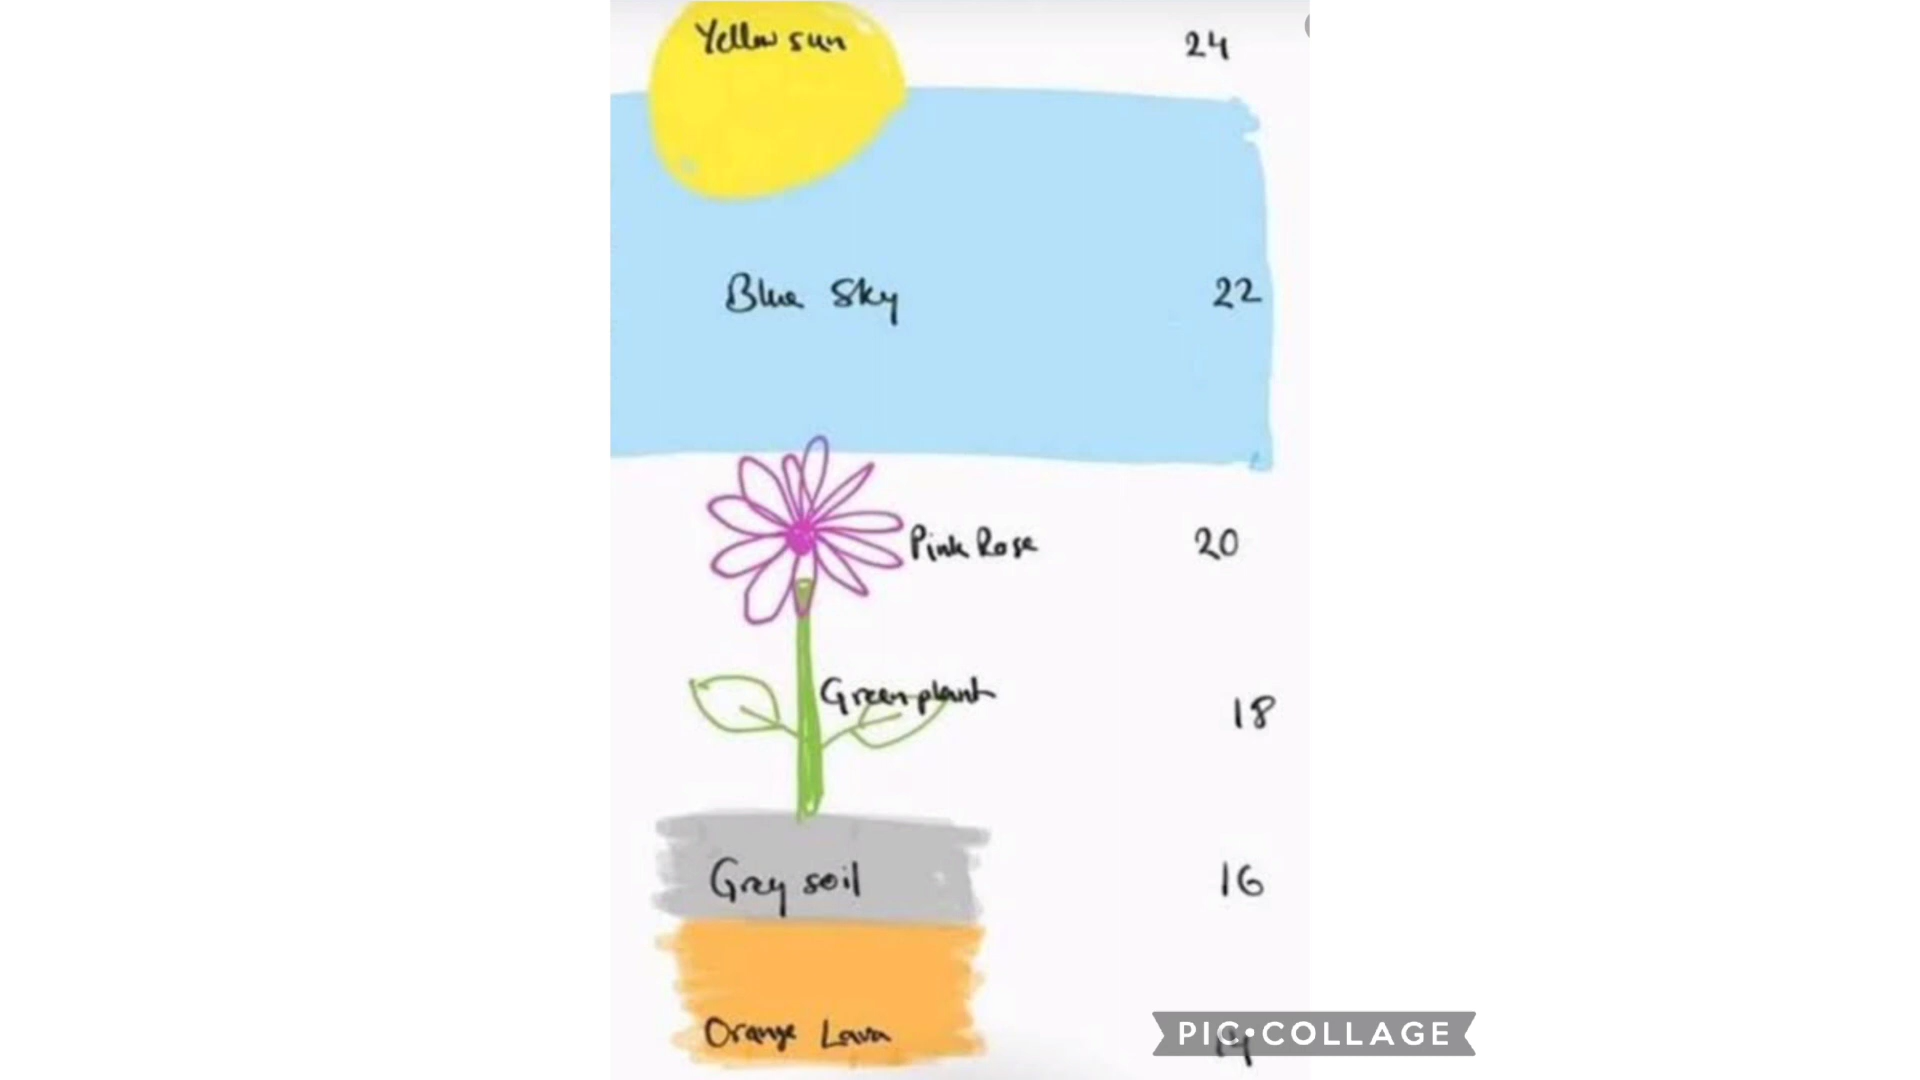 Yellow sun 24
Blue Sky 22
Pink Rose 20
Green plant 18
Grey soil 16
Orange Lava 14
PIC•COLLAGE